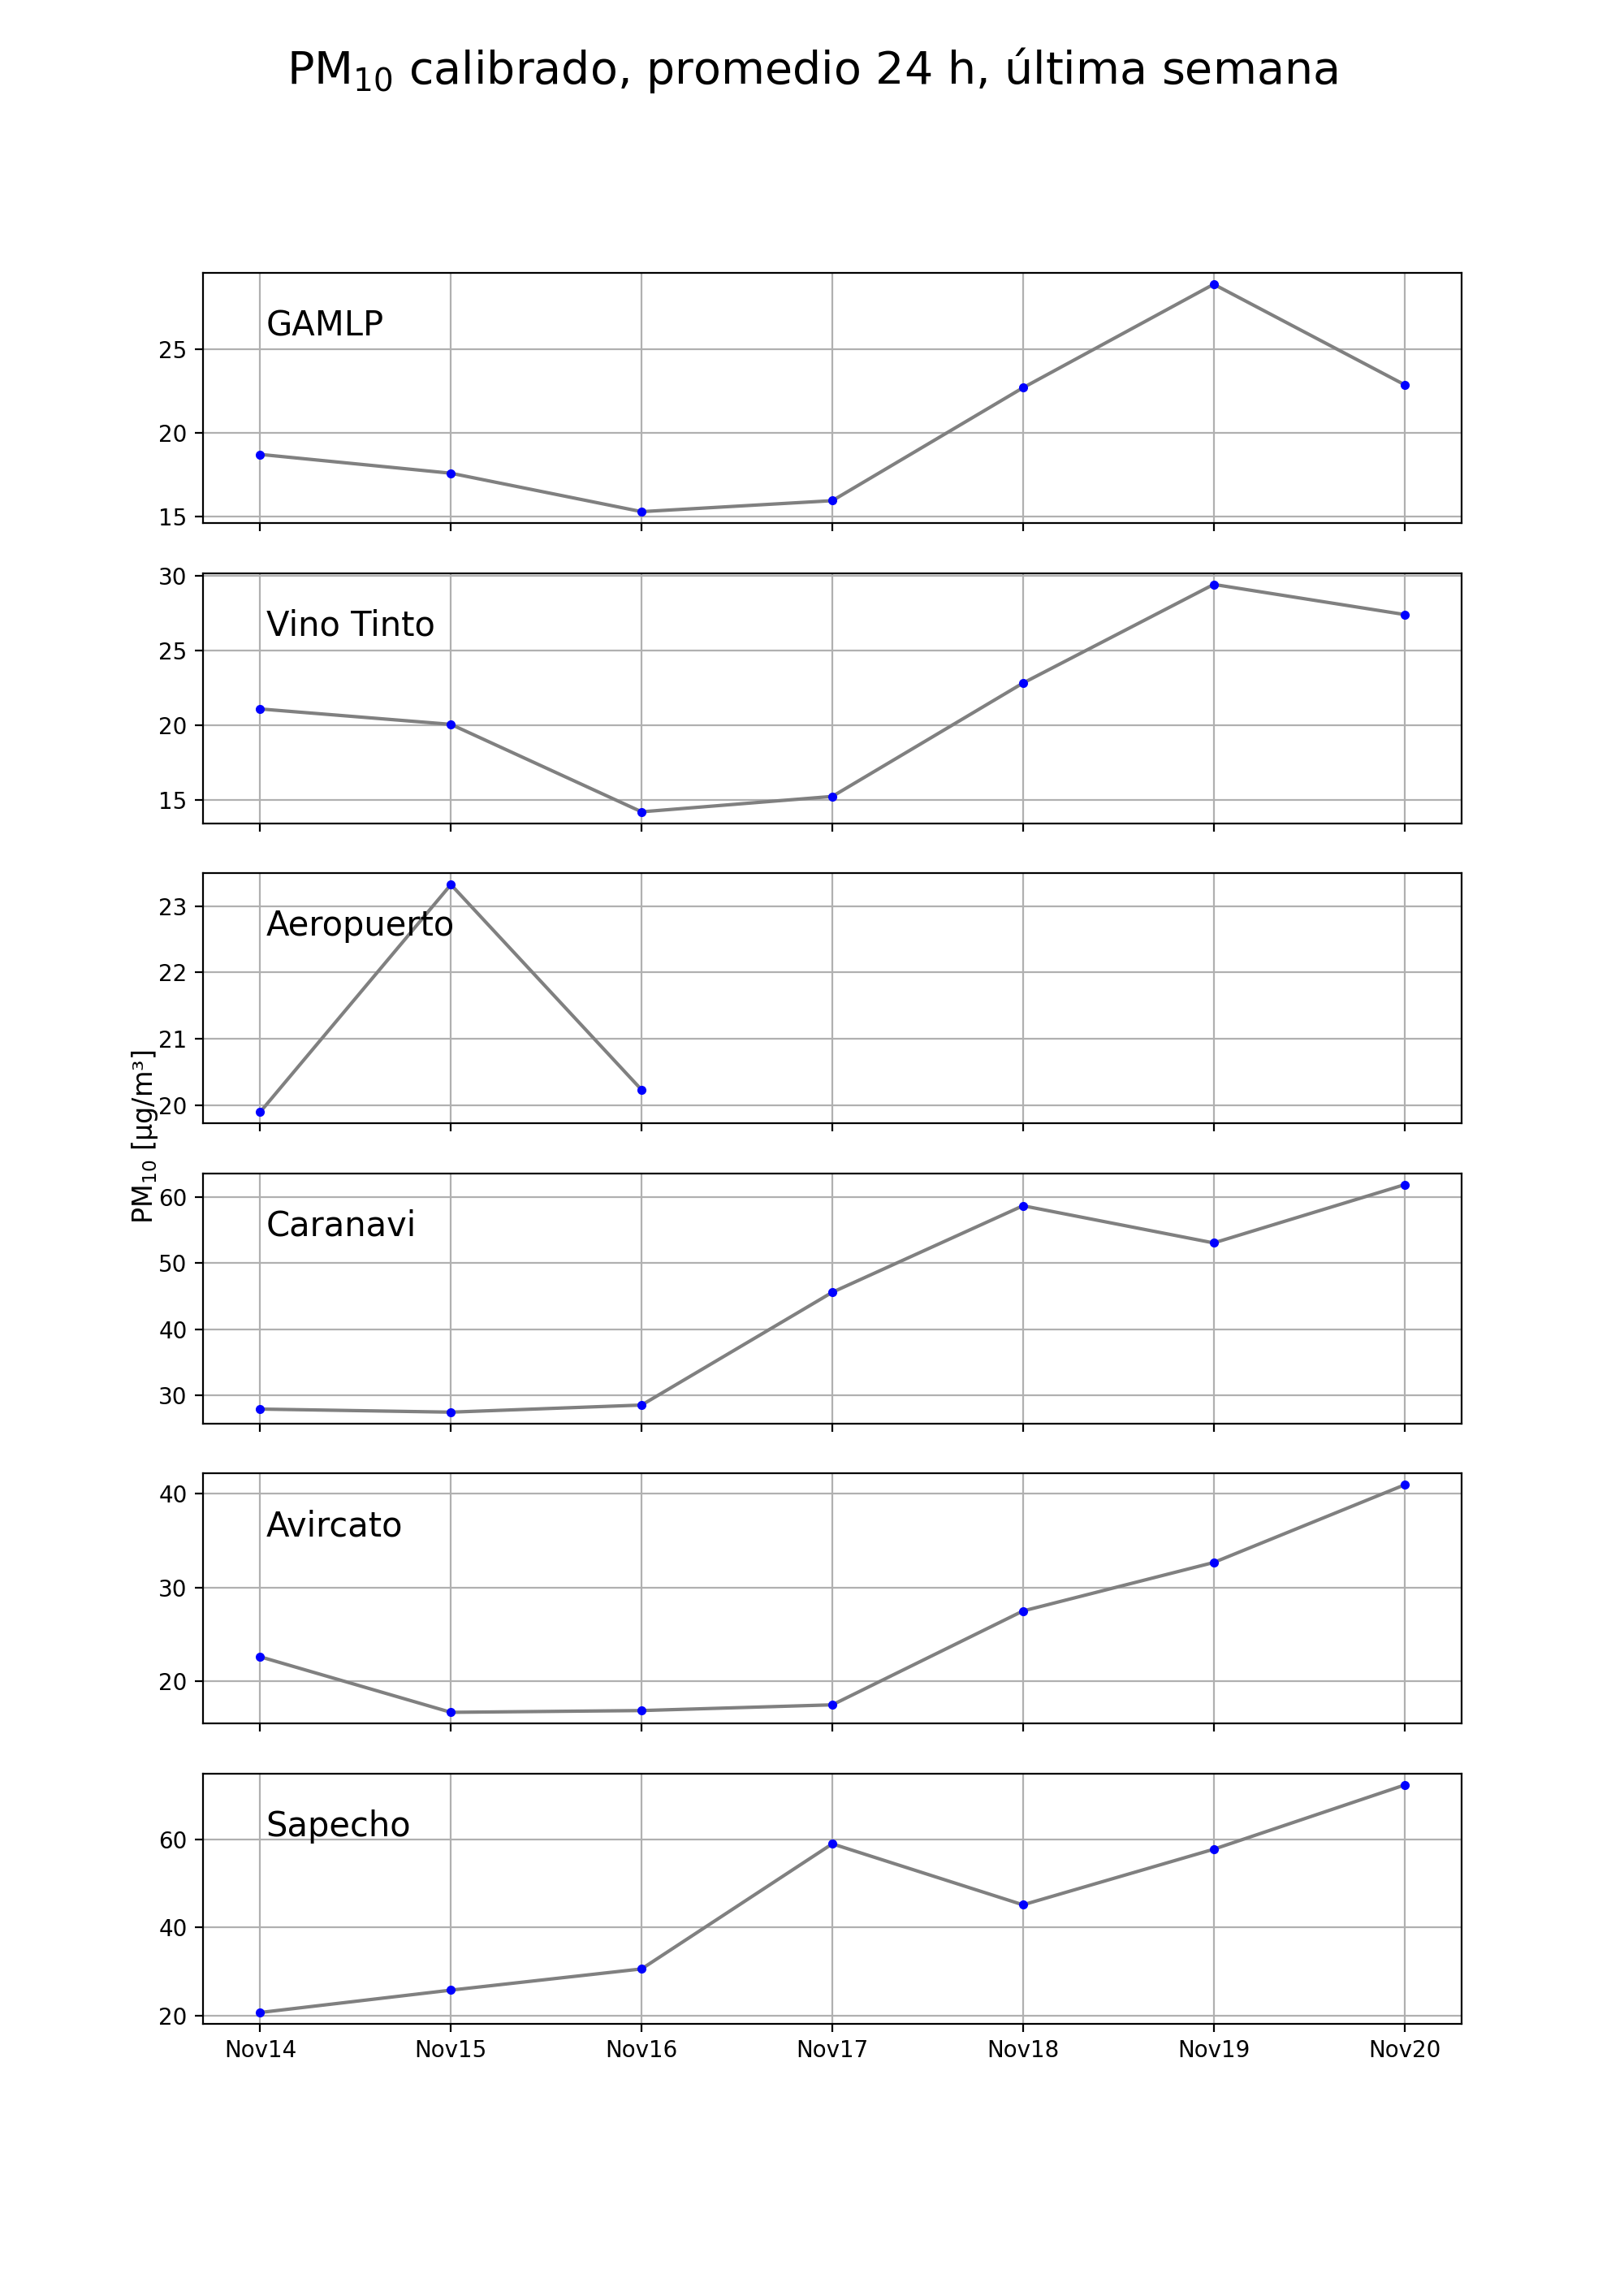 PM₁₀ calibrado, promedio 24 h, última semana
GAMLP
25
20
15
30
Vino Tinto
25
20
15
23
Aeropuerto
22
21
20
PM₁₀ [µg/m³]
60
Caranavi
50
40
30
40
Avircato
30
20
Sapecho
60
40
20
Nov14 Nov15 Nov16 Nov17 Nov18 Nov19 Nov20